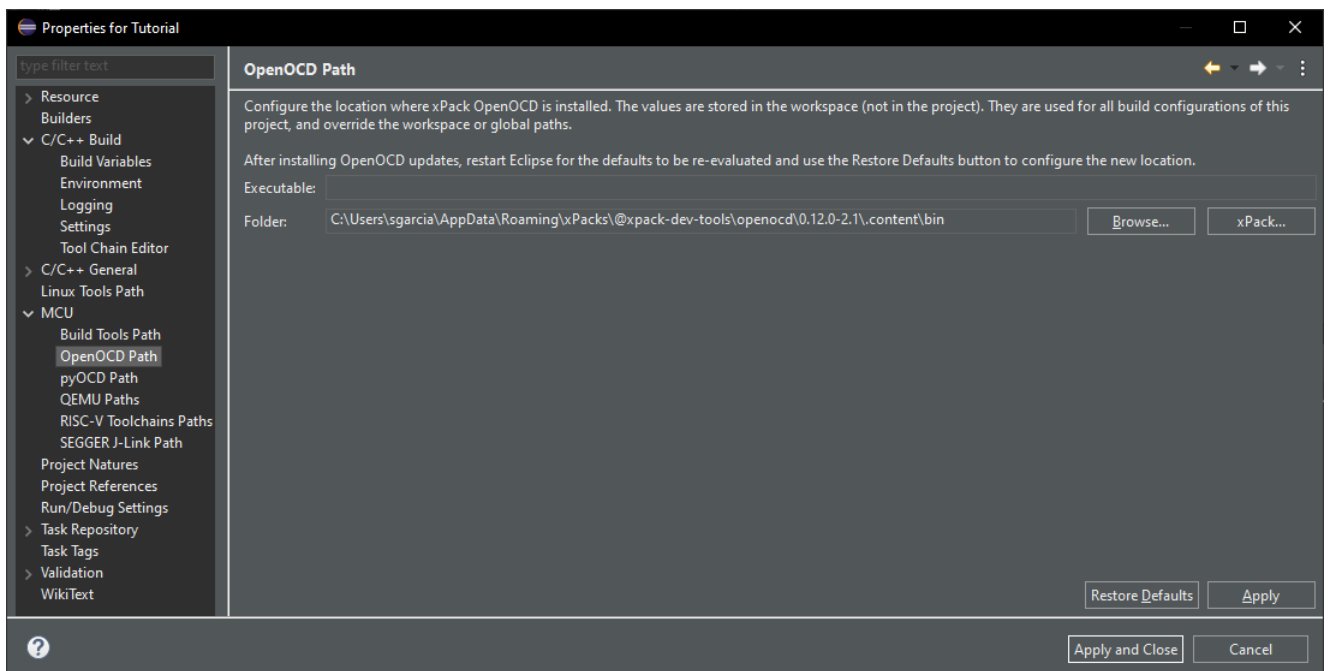 Properties for Tutorial
type filter text
Resource
Builders
C/C++ Build
Build Variables
Environment
Logging
Settings
Tool Chain Editor
C/C++ General
Linux Tools Path
MCU
Build Tools Path
OpenOCD Path
pyOCD Path
QEMU Paths
RISC-V Toolchains Paths
SEGGER J-Link Path
Project Natures
Project References
Run/Debug Settings
Task Repository
Task Tags
Validation
WikiText
OpenOCD Path
Configure the location where xPack OpenOCD is installed. The values are stored in the workspace (not in the project). They are used for all build configurations of this
project, and override the workspace or global paths.
After installing OpenOCD updates, restart Eclipse for the defaults to be re-evaluated and use the Restore Defaults button to configure the new location.
Executable:
Folder: C:\Users\sgarcia\AppData\Roaming\xPacks\@xpack-dev-tools\openocd\0.12.0-2.1\.content\bin Browse... xPack...
Restore Defaults Apply
Apply and Close Cancel